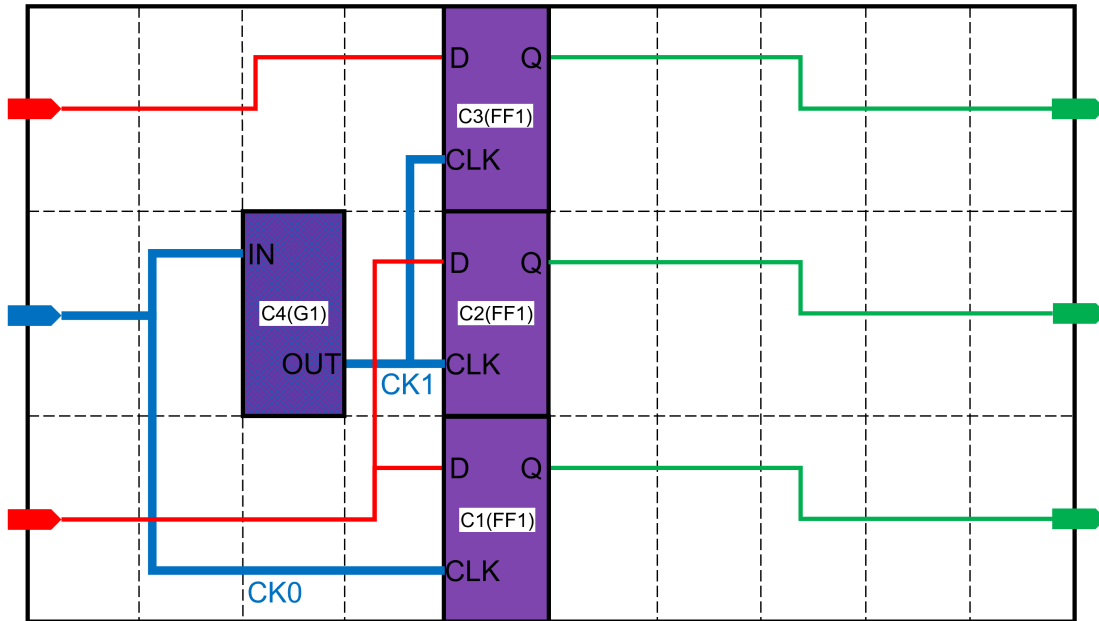 D Q
C3(FF1)
CLK
IN
C4(G1)
OUT
CK1
D Q
C2(FF1)
CLK
D Q
C1(FF1)
CLK
CK0